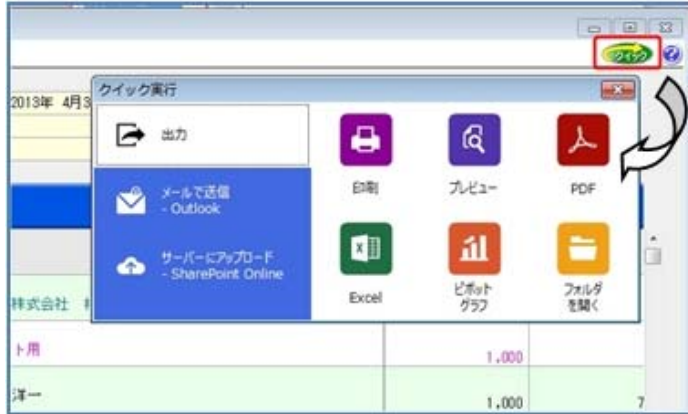 クイック
2013年 4月3
クイック実行
出力
メールで送信
- Outlook
サーバーにアップロード
- SharePoint Online
印刷
プレビュー
PDF
Excel
ピボット
グラフ
フォルダ
を開く
株式会社
ト用
1,000
洋一
1,000
7